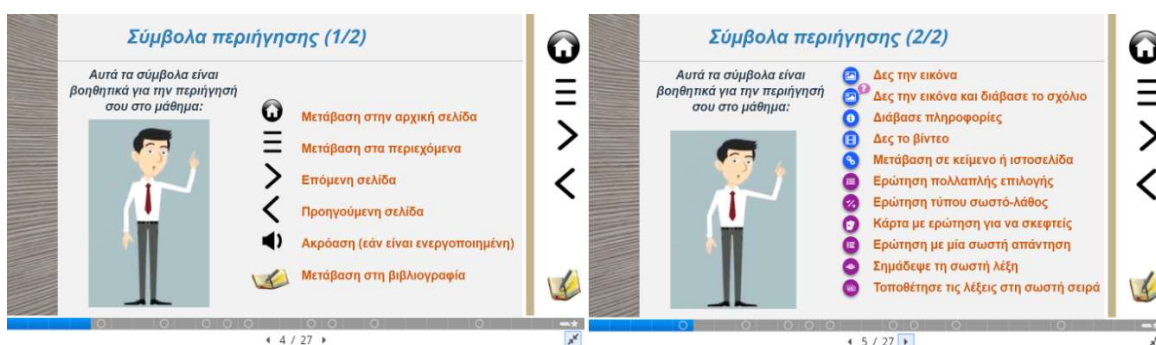 Σύμβολα περιήγησης (1/2)
Αυτά τα σύμβολα είναι
βοηθητικά για την περιήγησή
σου στο μάθημα:
Μετάβαση στην αρχική σελίδα
Μετάβαση στα περιεχόμενα
Επόμενη σελίδα
Προηγούμενη σελίδα
Ακρόαση (εάν είναι ενεργοποιημένη)
Μετάβαση στη βιβλιογραφία
4 / 27
Σύμβολα περιήγησης (2/2)
Αυτά τα σύμβολα είναι
βοηθητικά για την περιήγησή
σου στο μάθημα:
Δες την εικόνα
?
Δες την εικόνα και διάβασε το σχόλιο
Διάβασε πληροφορίες
Δες το βίντεο
Μετάβαση σε κείμενο ή ιστοσελίδα
Ερώτηση πολλαπλής επιλογής
Ερώτηση τύπου σωστό-λάθος
Κάρτα με ερώτηση για να σκεφτείς
Ερώτηση με μία σωστή απάντηση
Σημάδεψε τη σωστή λέξη
Τοποθέτησε τις λέξεις στη σωστή σειρά
5 / 27